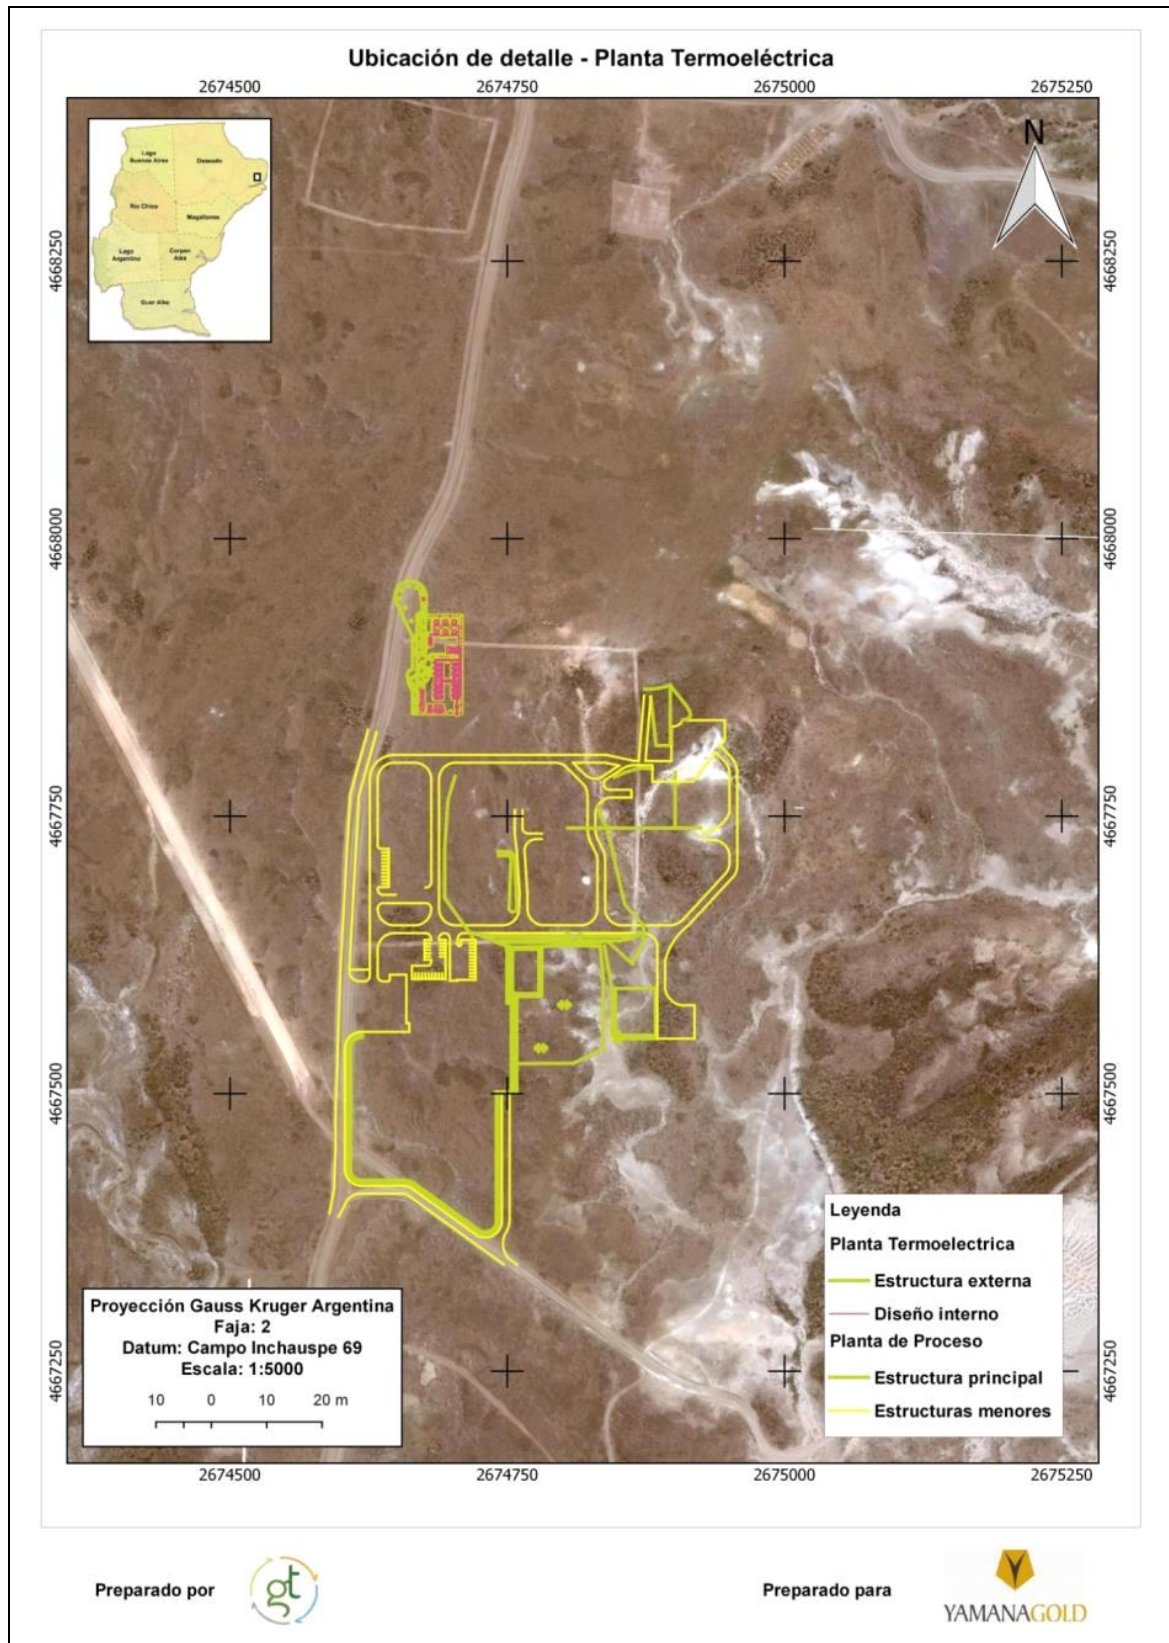 Ubicación de detalle - Planta Termoeléctrica
2674500 2674750 2675000 2675250
Lago
Buenos Aires
Deseado
Rio Chico
Magallanes
Lago
Argentino
Corpen
Aike
Guer Aike
N
4668250 4668250
4668000 4668000
4667750 4667750
4667500 4667500
4667250 4667250
Leyenda
Planta Termoelectrica
Estructura externa
Diseño interno
Planta de Proceso
Estructura principal
Estructuras menores
Proyección Gauss Kruger Argentina
Faja: 2
Datum: Campo Inchauspe 69
Escala: 1:5000
10 0 10 20 m
2674500 2674750 2675000 2675250
Preparado por
gt
Preparado para
YAMANAGOLD